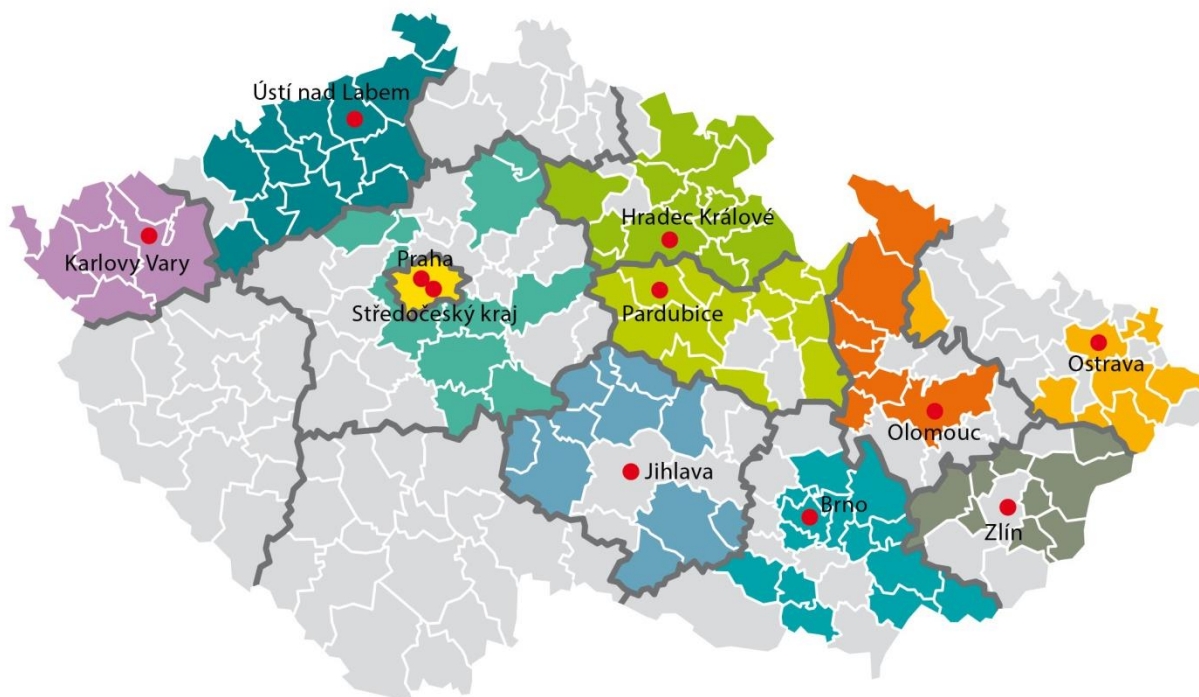 Ústí nad Labem
Karlovy Vary
Praha
Středočeský kraj
Hradec Králové
Pardubice
Jihlava
Brno
Olomouc
Ostrava
Zlín